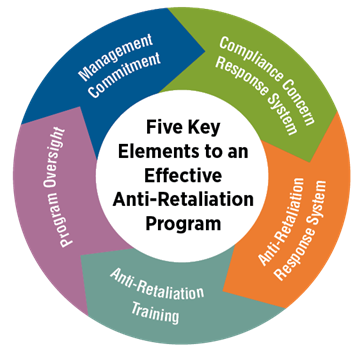 Five Key
Elements to an
Effective
Anti-Retaliation
Program
Management
Commitment
Compliance Concern
Response System
Anti-Retaliation
Response System
Anti-Retaliation
Training
Program Oversight